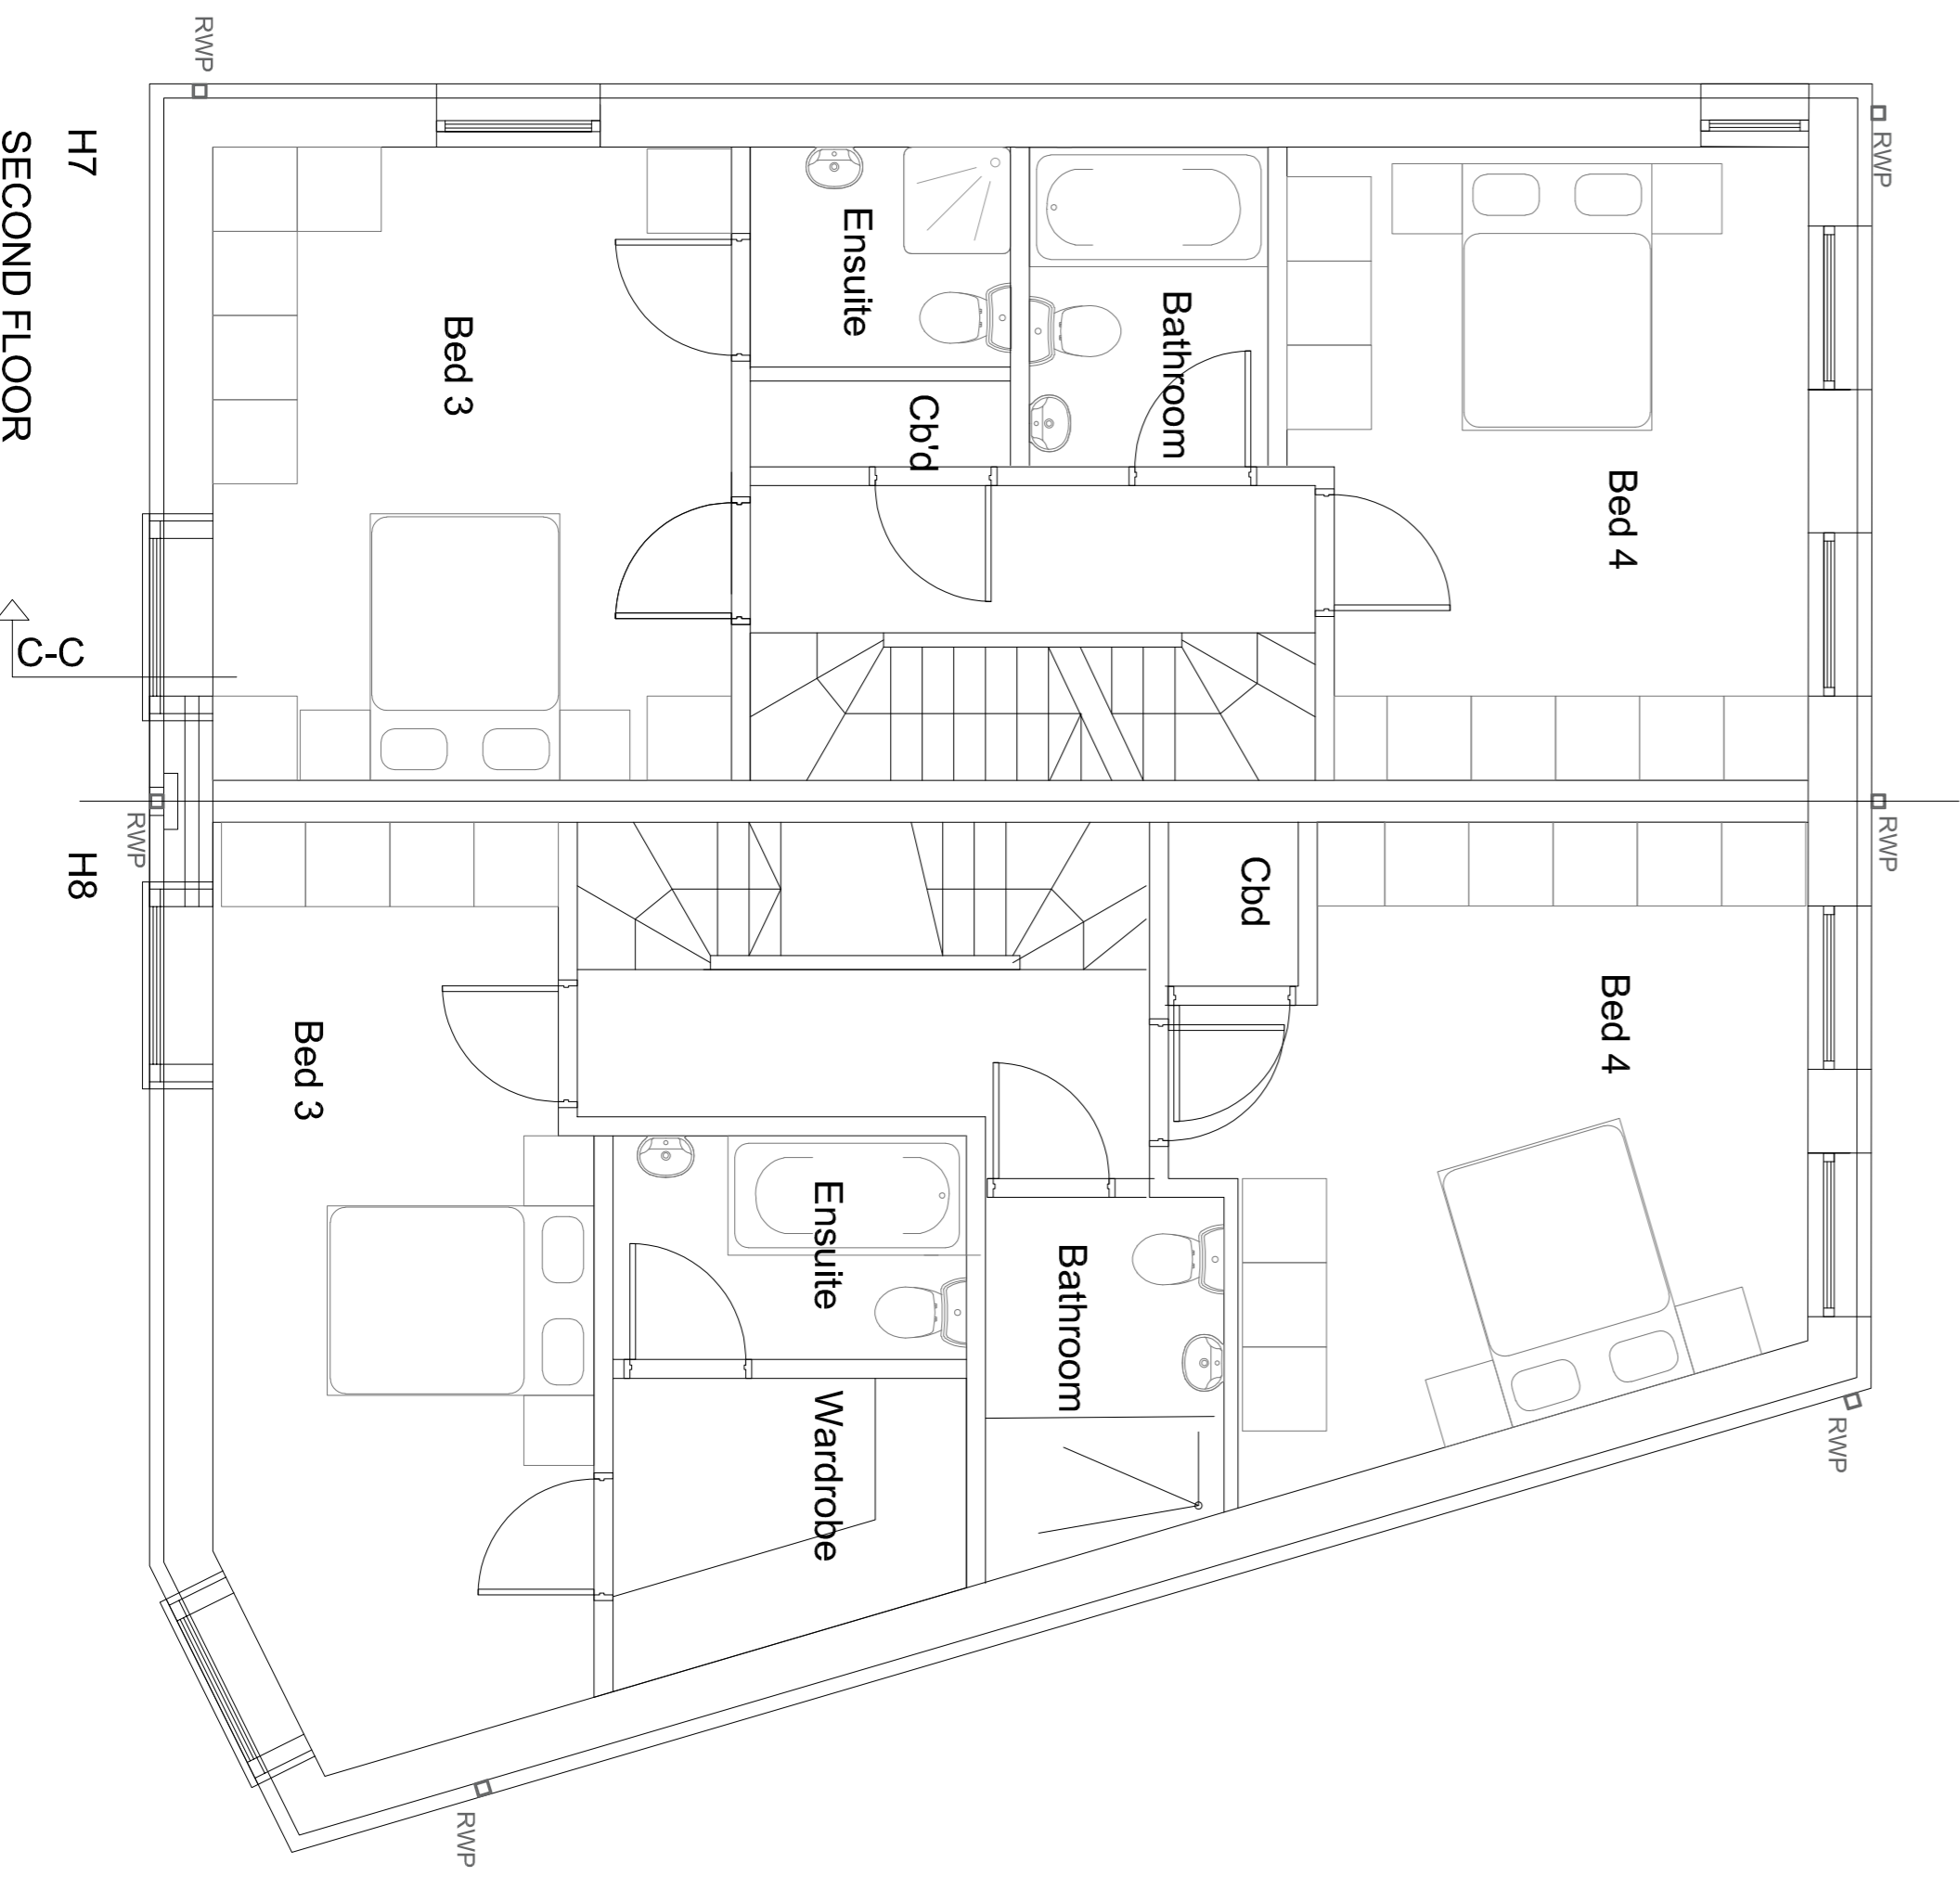 RWP
RWP
Bed 4
Bathroom
Ensuite
Cb'd
Bed 3
H7
SECOND FLOOR
C-C
RWP
RWP
H8
Cbd
Bed 4
Bed 3
Ensuite
Bathroom
Wardrobe
RWP
RWP